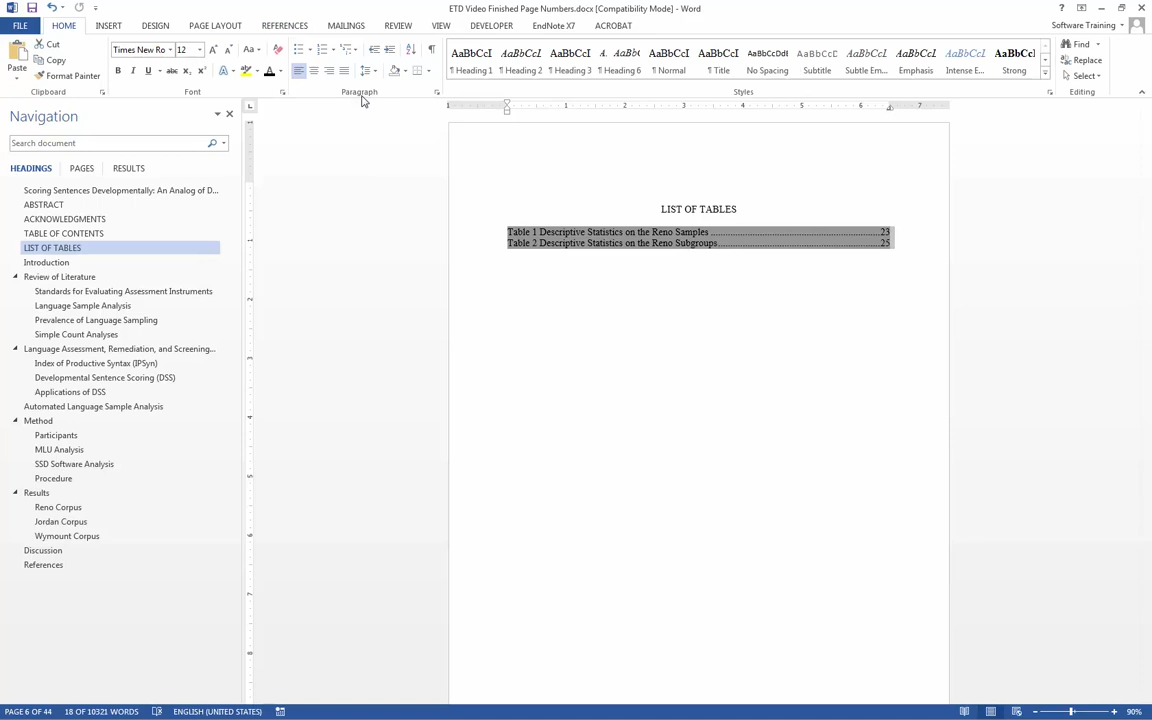 ETD Video Finished Page Numbers.docx [Compatibility Mode] - Word
FILE HOME INSERT DESIGN PAGE LAYOUT REFERENCES MAILINGS REVIEW VIEW DEVELOPER EndNote X7 ACROBAT Software Training
Paste
Cut
Copy
Format Painter
Clipboard
Times New Ro 12
Font
Paragraph
AaBbCcI AaBbCcL AaBbCcI AaBbCc AaBbCcI AaBbCcI AaBbCcDdE AaBbCcD AaBbCcL AaBbCcL AaBbCcL AaBbCc
¶ Heading 1 ¶ Heading 2 ¶ Heading 3 ¶ Heading 6 ¶ Normal ¶ Title No Spacing Subtitle Subtle Em... Emphasis Intense E... Strong
Styles
Find
Replace
Select
Editing
Navigation
Search document
HEADINGS PAGES RESULTS
Scoring Sentences Developmentally: An Analog of D...
ABSTRACT
ACKNOWLEDGMENTS
TABLE OF CONTENTS
LIST OF TABLES
Introduction
Review of Literature
Standards for Evaluating Assessment Instruments
Language Sample Analysis
Prevalence of Language Sampling
Simple Count Analyses
Language Assessment, Remediation, and Screening...
Index of Productive Syntax (IPSyn)
Developmental Sentence Scoring (DSS)
Applications of DSS
Automated Language Sample Analysis
Method
Participants
MLU Analysis
SSD Software Analysis
Procedure
Results
Reno Corpus
Jordan Corpus
Wymount Corpus
Discussion
References
LIST OF TABLES
Table 1 Descriptive Statistics on the Reno Samples ........ 23
Table 2 Descriptive Statistics on the Reno Subgroups........ 25
PAGE 6 OF 44 18 OF 10321 WORDS ENGLISH (UNITED STATES) 90%